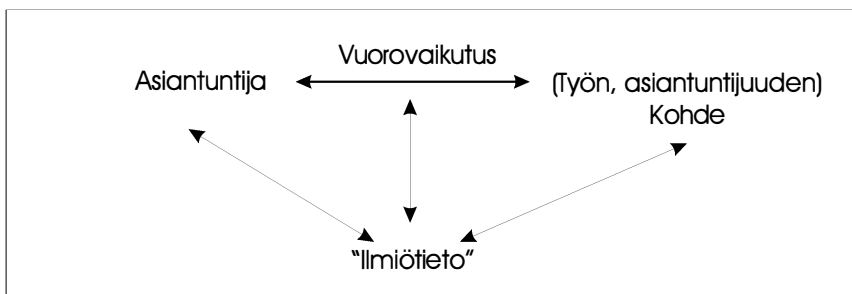 Vuorovaikutus
Asiantuntija
(Työn, asiantuntijuuden)
Kohde
"Ilmiötieto"